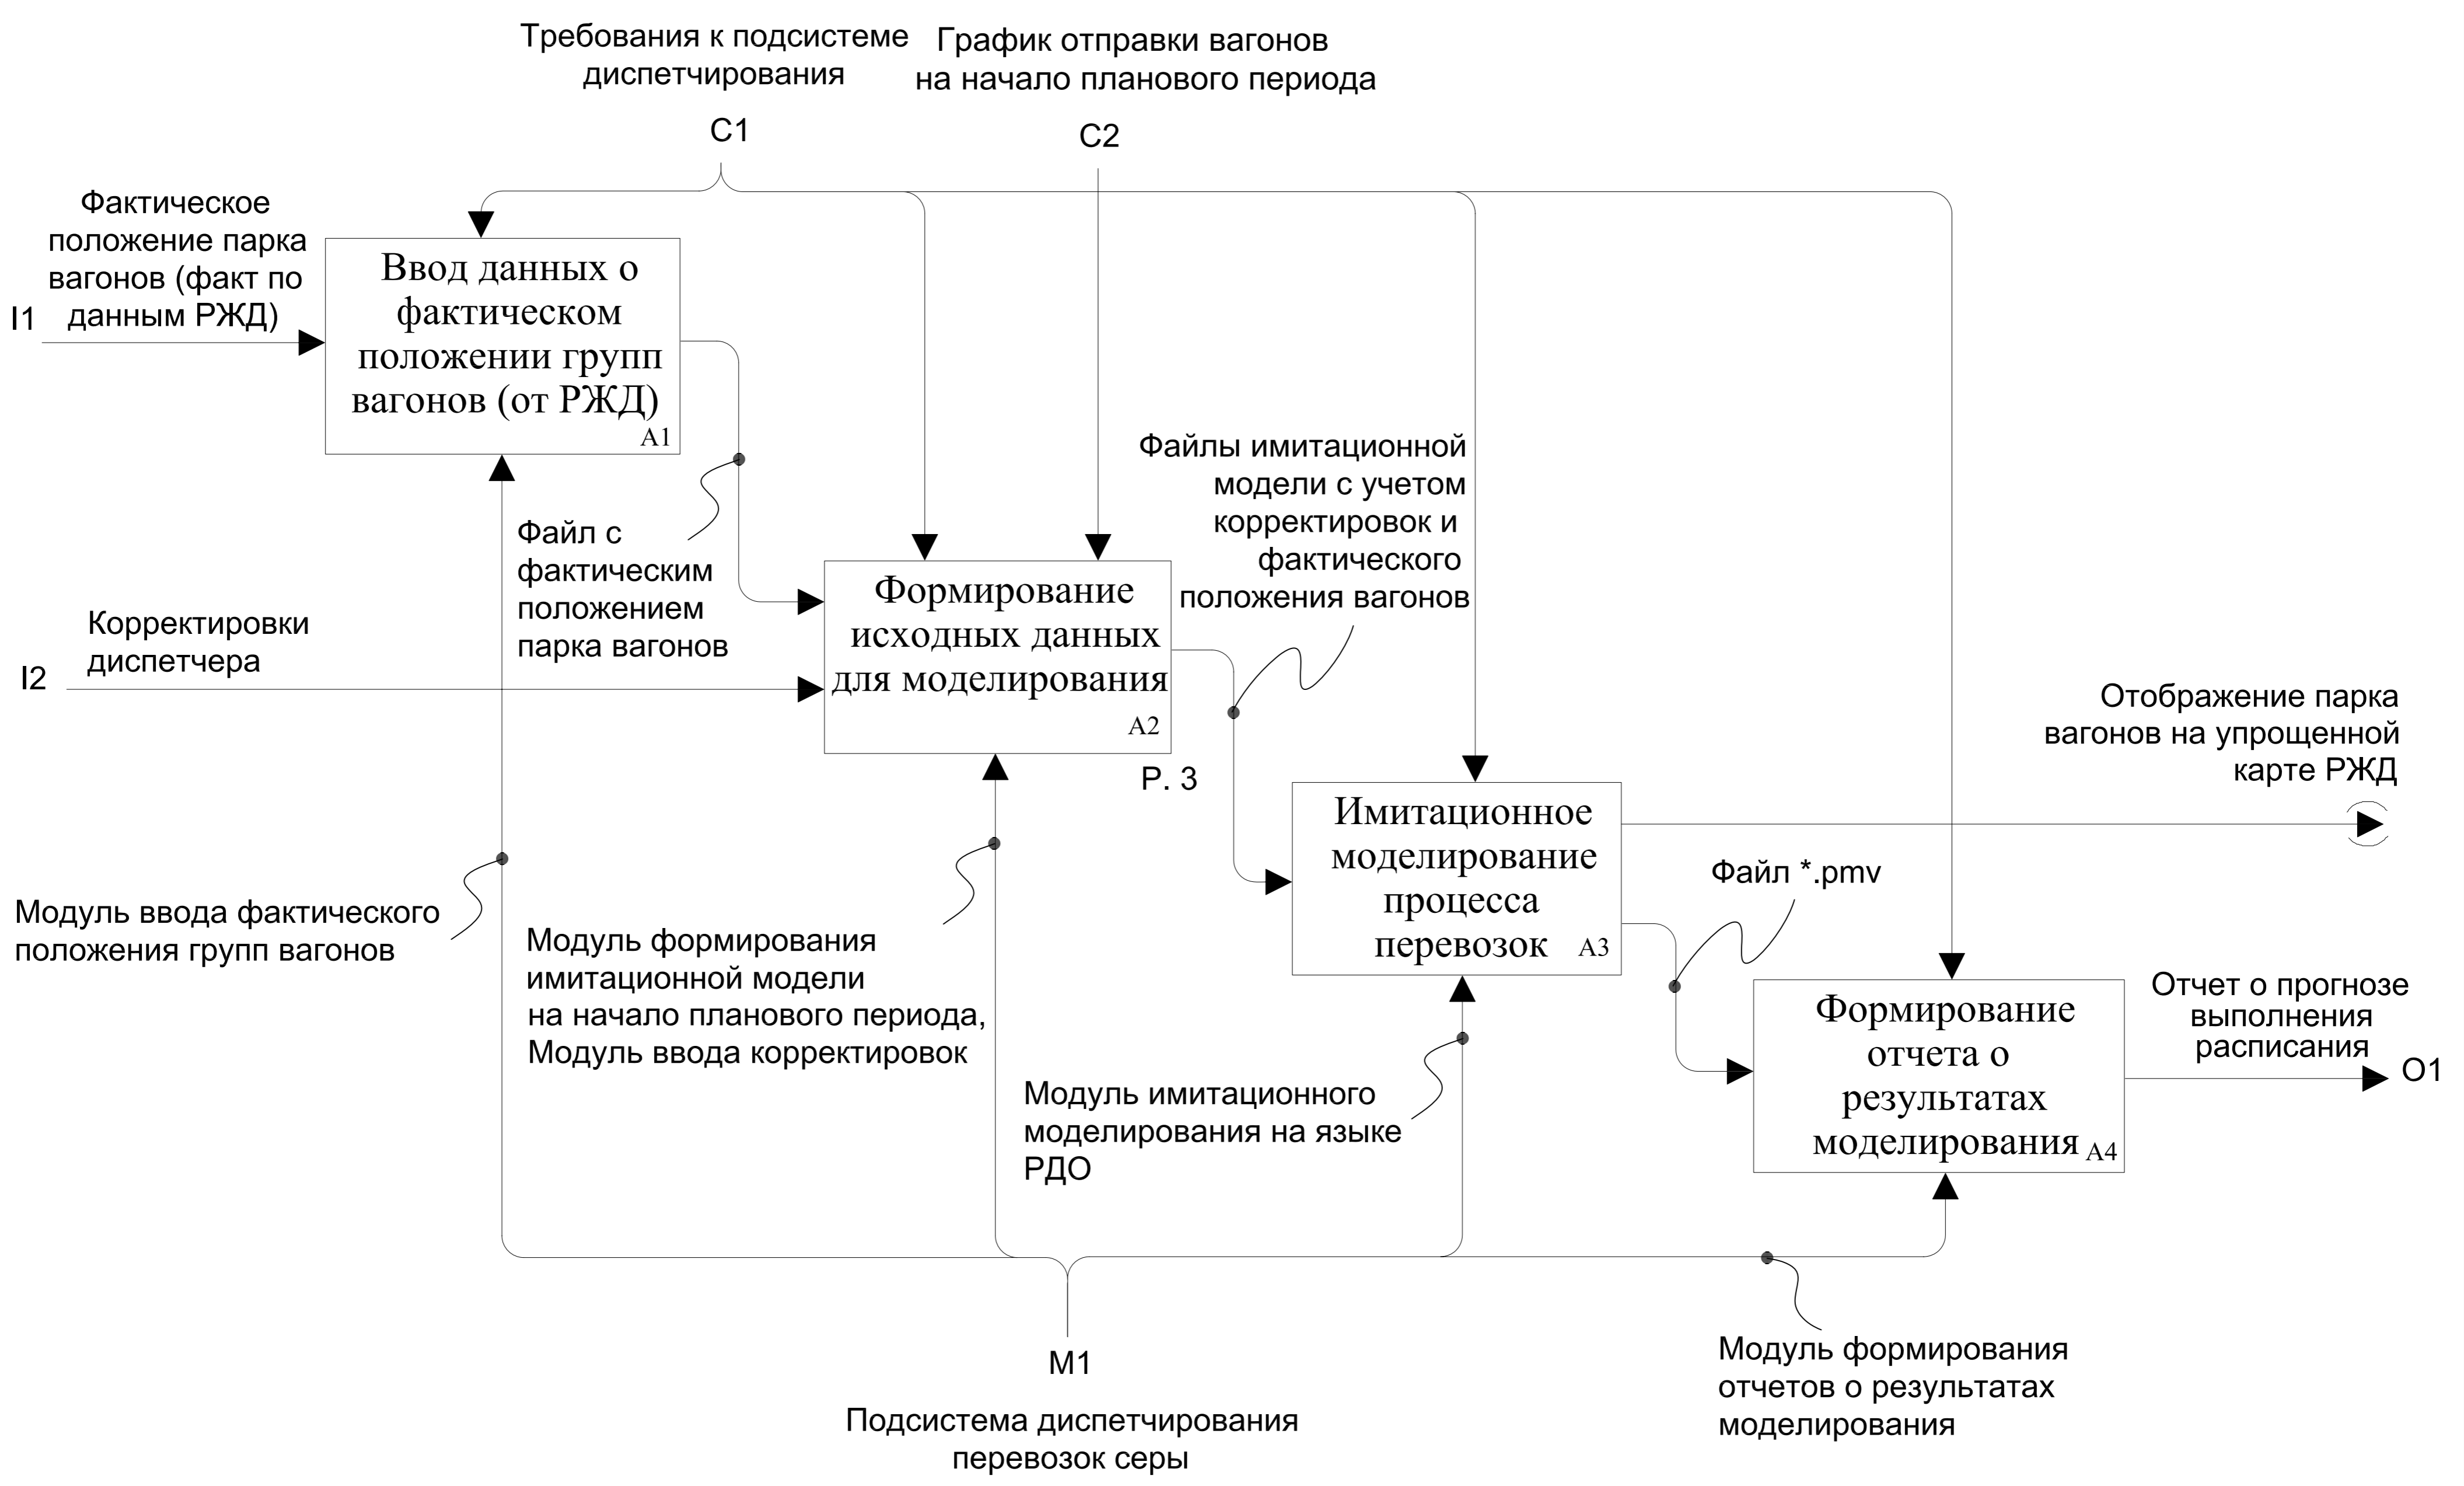 Требования к подсистеме
диспетчирования
C1
График отправки вагонов
на начало планового периода
C2
Фактическое
положение парка
вагонов (факт по
данным РЖД)
I1
Ввод данных о
фактическом
положении групп
вагонов (от РЖД)
A1
Файл с
фактическим
положением
парка вагонов
Корректировки
диспетчера
I2
Файлы имитационной
модели с учетом
корректировок и
фактического
положения вагонов
Формирование
исходных данных
для моделирования
A2
P. 3
Отображение парка
вагонов на упрощенной
карте РЖД
Имитационное
моделирование
процесса
перевозок
A3
Файл *.pmv
Модуль ввода фактического
положения групп вагонов
Модуль формирования
имитационной модели
на начало планового периода,
Модуль ввода корректировок
Модуль имитационного
моделирования на языке
РДО
Формирование
отчета о
результатах
моделирования
A4
Отчет о прогнозе
выполнения
расписания
O1
M1
Подсистема диспетчирования
перевозок серы
Модуль формирования
отчетов о результатах
моделирования